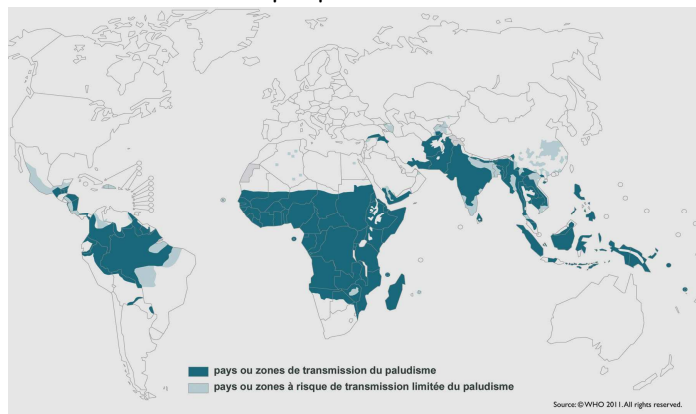 pays ou zones de transmission du paludisme
pays ou zones à risque de transmission limitée du paludisme
Source: © WHO 2011. All rights reserved.